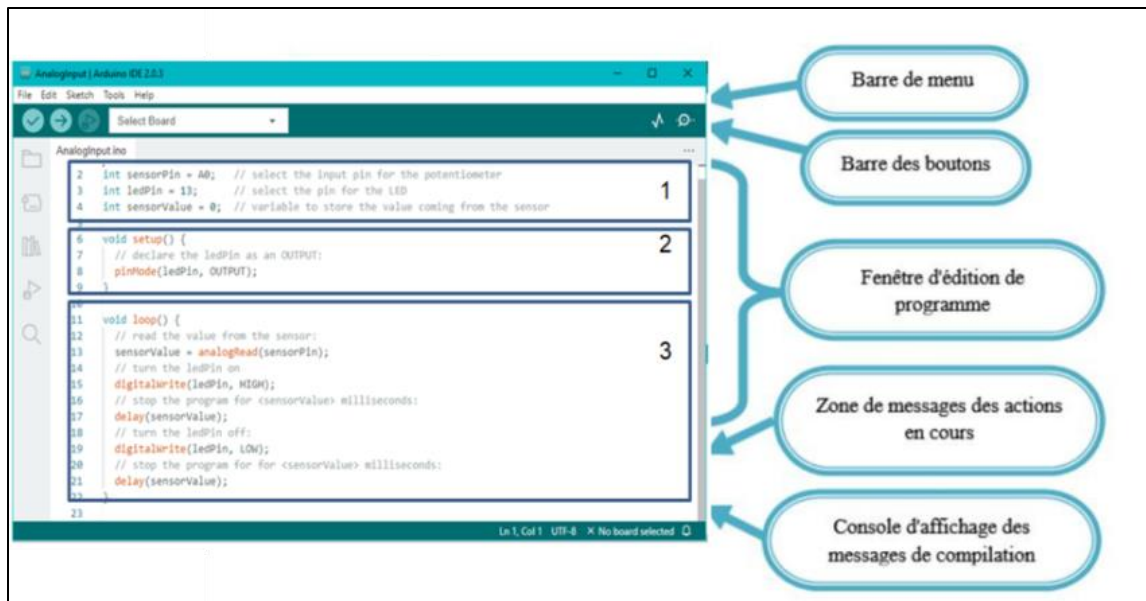 AnalogInput | Arduino IDE 2.0.3
File Edit Sketch Tools Help
Select Board
AnalogInput.ino
2 int sensorPin = A0; // select the input pin for the potentiometer
3 int ledPin = 13; // select the pin for the LED
4 int sensorValue = 0; // variable to store the value coming from the sensor
1
5
6 void setup() {
7 // declare the ledPin as an OUTPUT:
8 pinMode(ledPin, OUTPUT);
9 }
2
10
11 void loop() {
12 // read the value from the sensor:
13 sensorValue = analogRead(sensorPin);
14 // turn the ledPin on
15 digitalWrite(ledPin, HIGH);
16 // stop the program for <sensorValue> milliseconds:
17 delay(sensorValue);
18 // turn the ledPin off:
19 digitalWrite(ledPin, LOW);
20 // stop the program for for <sensorValue> milliseconds:
21 delay(sensorValue);
22 }
23
3
Ln 1, Col 1 UTF-8 × No board selected
Barre de menu
Barre des boutons
Fenêtre d'édition de
programme
Zone de messages des actions
en cours
Console d'affichage des
messages de compilation